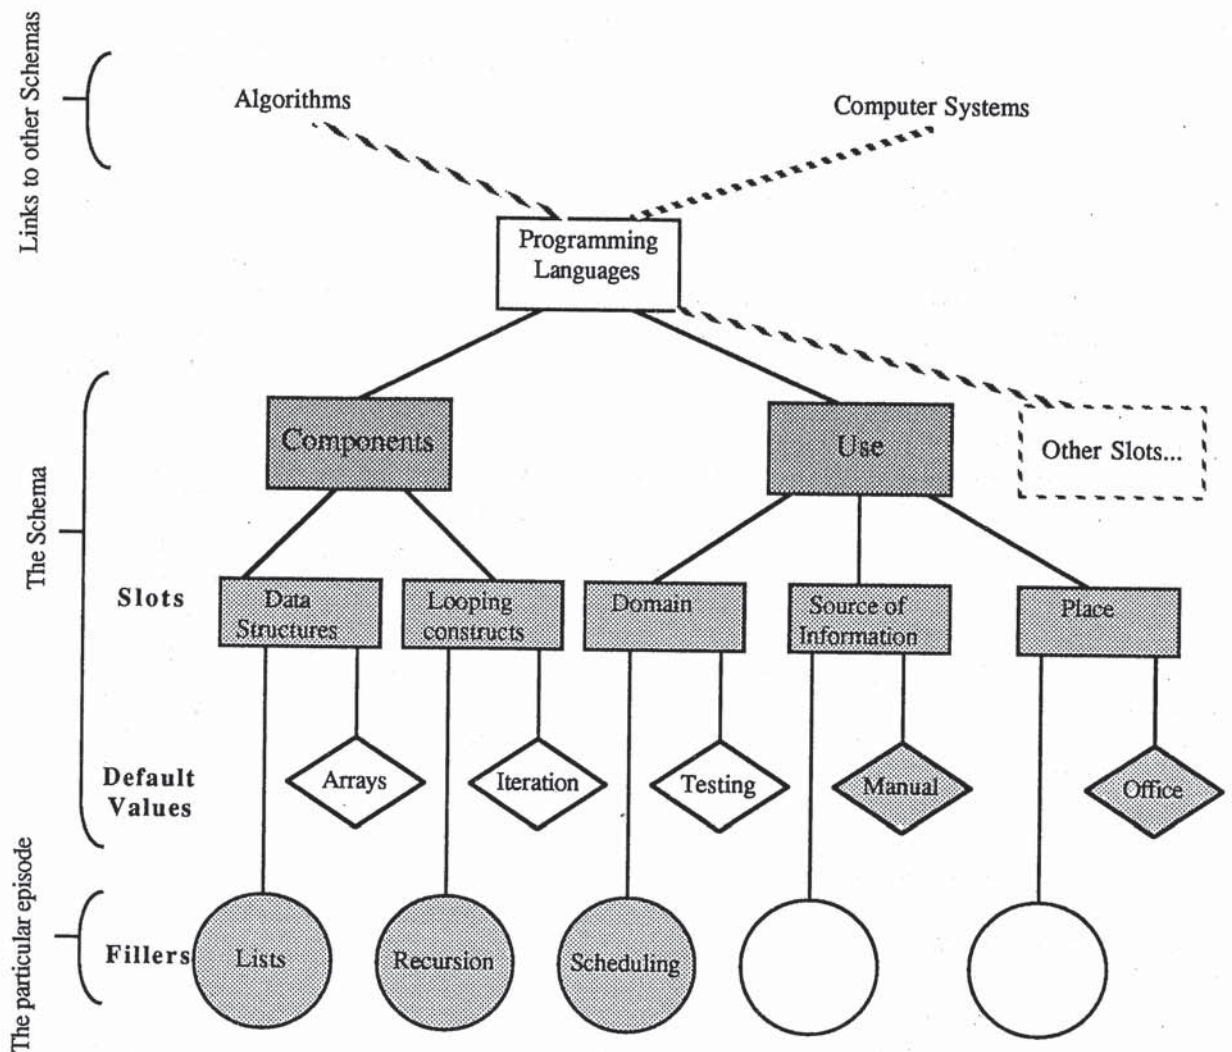 Links to other Schemas
Algorithms
Computer Systems
Programming
Languages
The Schema
Components
Use
Other Slots...
Slots
Data
Structures
Looping
constructs
Domain
Source of
Information
Place
Default
Values
Arrays
Iteration
Testing
Manual
Office
The particular episode
Fillers
Lists
Recursion
Scheduling